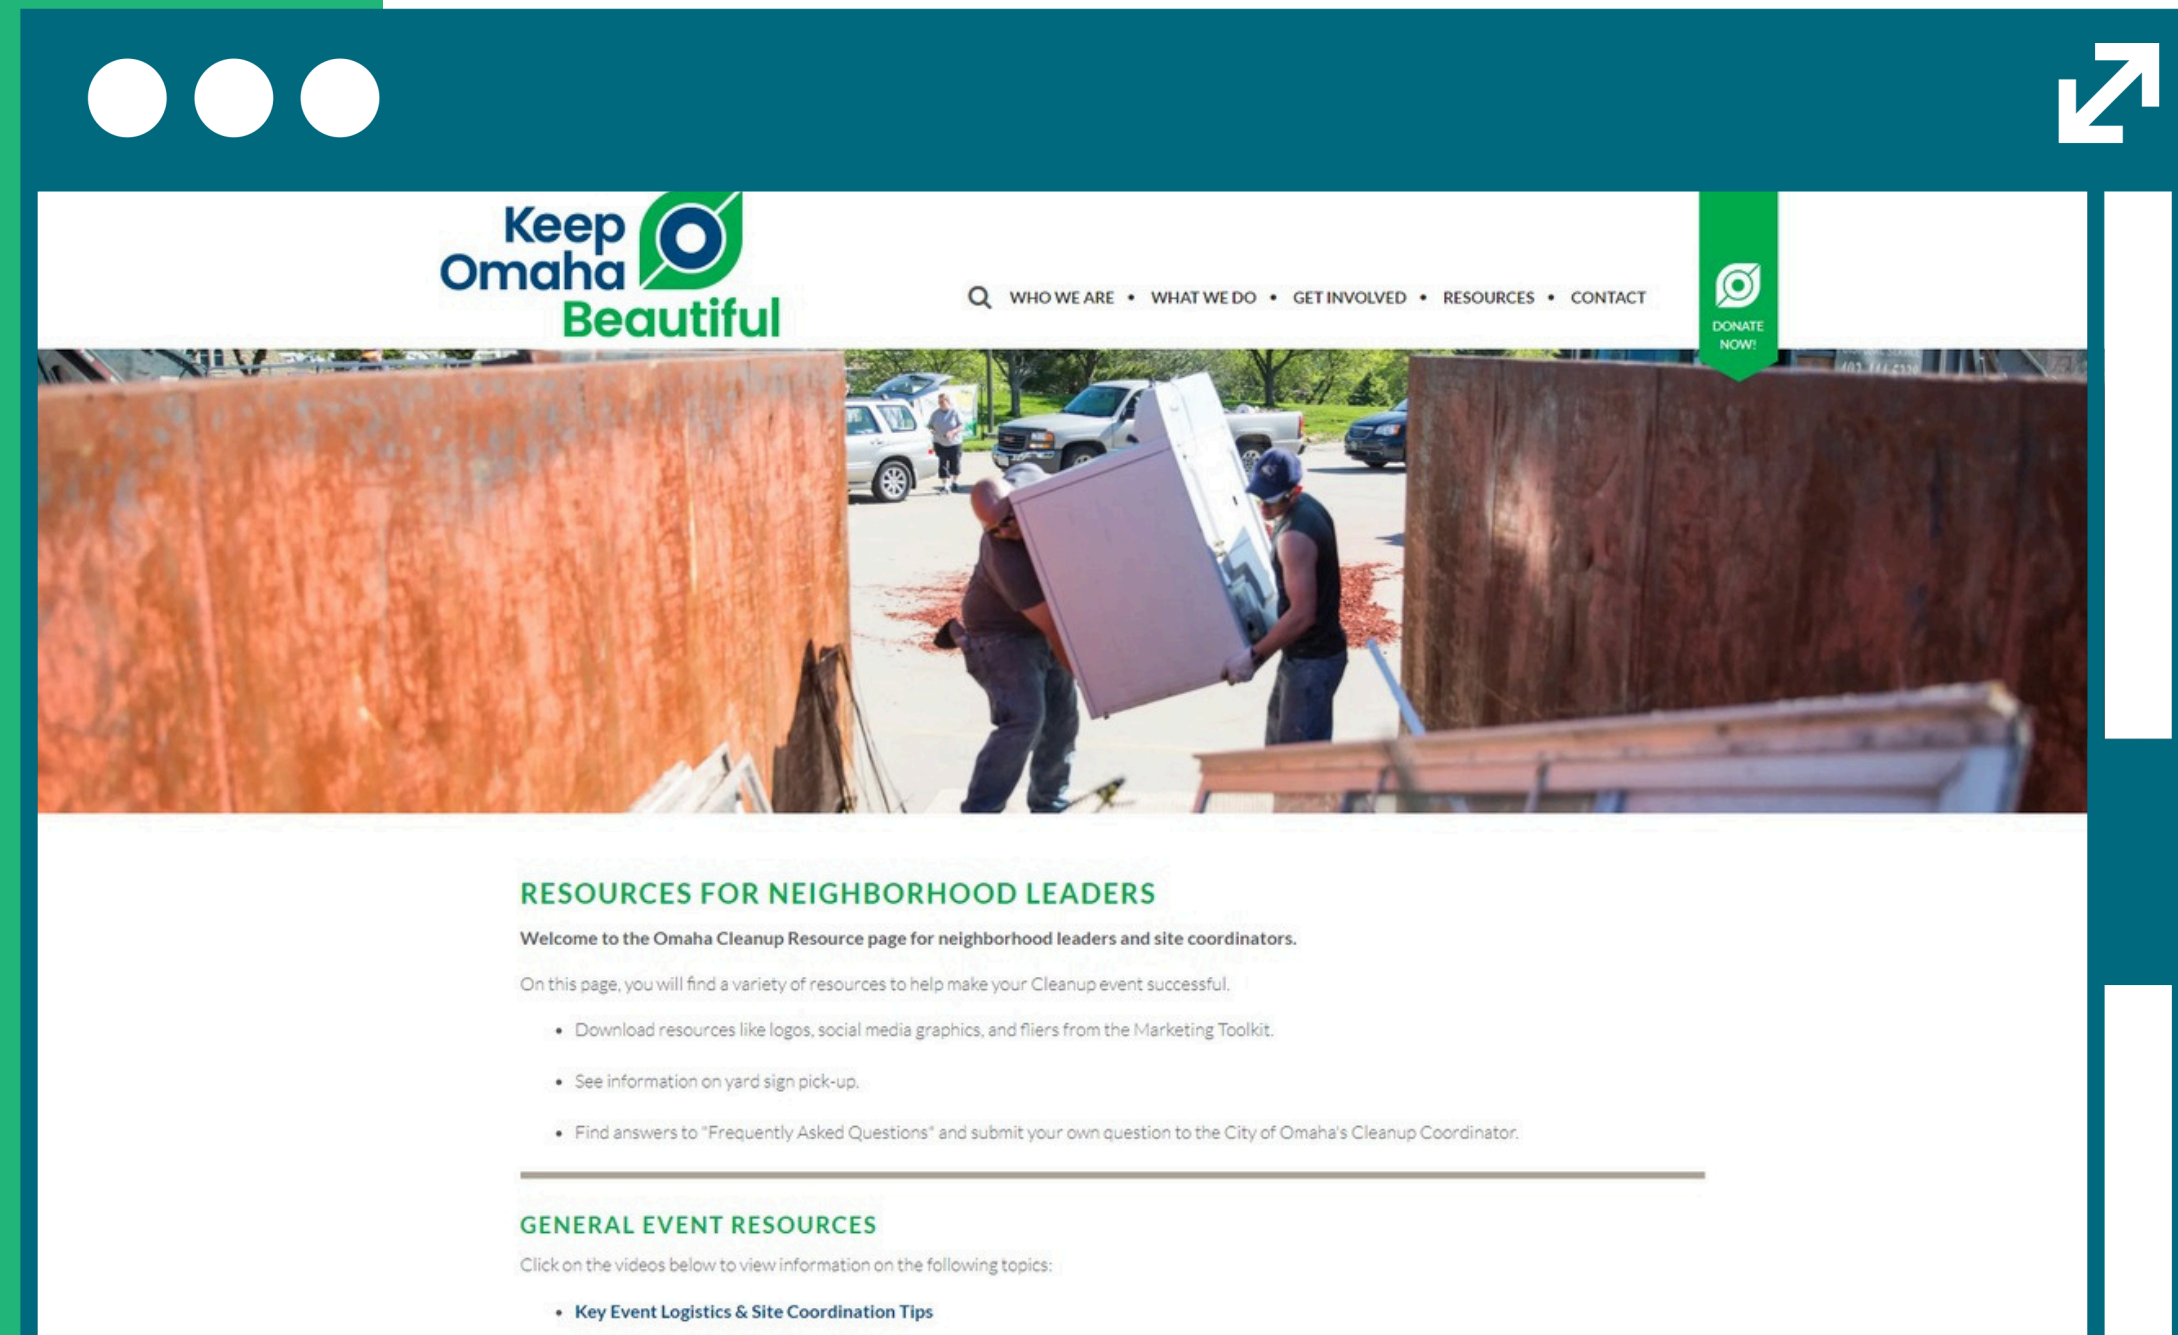 Keep
Omaha
Beautiful
WHO WE ARE • WHAT WE DO • GET INVOLVED • RESOURCES • CONTACT
DONATE
NOW!
RESOURCES FOR NEIGHBORHOOD LEADERS
Welcome to the Omaha Cleanup Resource page for neighborhood leaders and site coordinators.
On this page, you will find a variety of resources to help make your Cleanup event successful.
• Download resources like logos, social media graphics, and fliers from the Marketing Toolkit.
• See information on yard sign pick-up.
• Find answers to "Frequently Asked Questions" and submit your own question to the City of Omaha's Cleanup Coordinator.
GENERAL EVENT RESOURCES
Click on the videos below to view information on the following topics:
• Key Event Logistics & Site Coordination Tips